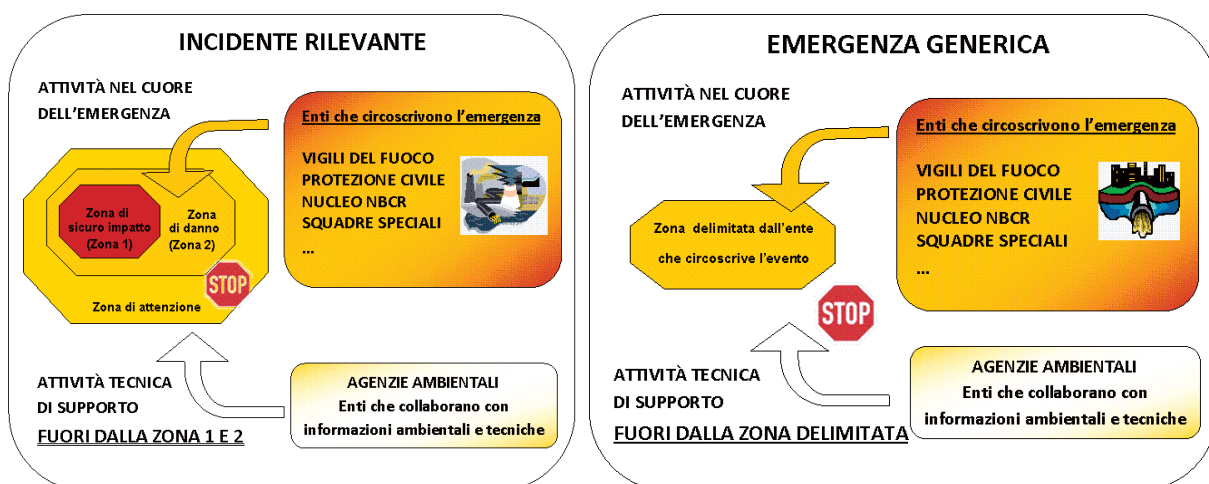 INCIDENTE RILEVANTE
ATTIVITÀ NEL CUORE
DELL'EMERGENZA
Enti che circoscrivono l'emergenza
VIGILI DEL FUOCO
PROTEZIONE CIVILE
NUCLEO NBCR
SQUADRE SPECIALI
...
Zona di
sicuro impatto
(Zona 1)
Zona
di danno
(Zona 2)
STOP
Zona di attenzione
ATTIVITÀ TECNICA
DI SUPPORTO
FUORI DALLA ZONA 1 E 2
AGENZIE AMBIENTALI
Enti che collaborano con
informazioni ambientali e tecniche
EMERGENZA GENERICA
ATTIVITÀ NEL CUORE
DELL'EMERGENZA
Enti che circoscrivono l'emergenza
VIGILI DEL FUOCO
PROTEZIONE CIVILE
NUCLEO NBCR
SQUADRE SPECIALI
...
Zona delimitata dall'ente
che circoscrive l'evento
STOP
ATTIVITÀ TECNICA
DI SUPPORTO
FUORI DALLA ZONA DELIMITATA
AGENZIE AMBIENTALI
Enti che collaborano con
informazioni ambientali e tecniche